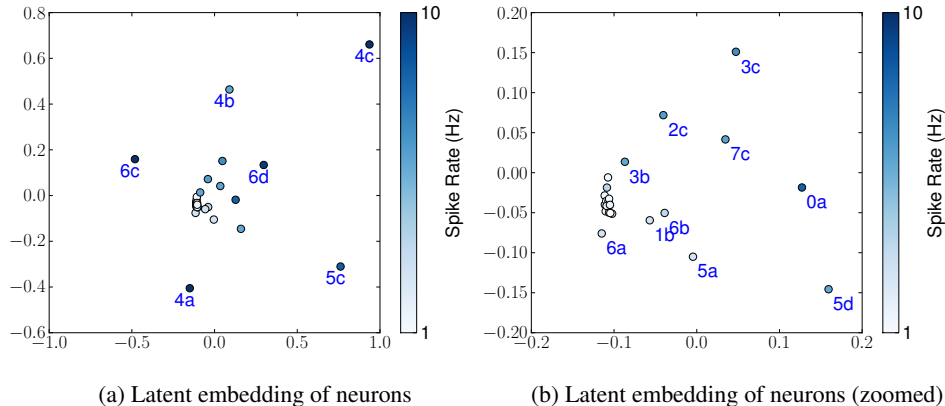 0.8
0.6
0.4
0.2
0.0
−0.2
−0.4
−0.6
−1.0
−0.5
0.0
0.5
1.0
4c
4b
6c
6d
5c
4a
10
Spike Rate (Hz)
1
0.20
0.15
0.10
0.05
0.00
−0.05
−0.10
−0.15
−0.20
−0.2
−0.1
0.0
0.1
0.2
3c
2c
7c
3b
0a
6b
1b
6a
5a
5d
10
Spike Rate (Hz)
1
(a) Latent embedding of neurons
(b) Latent embedding of neurons (zoomed)